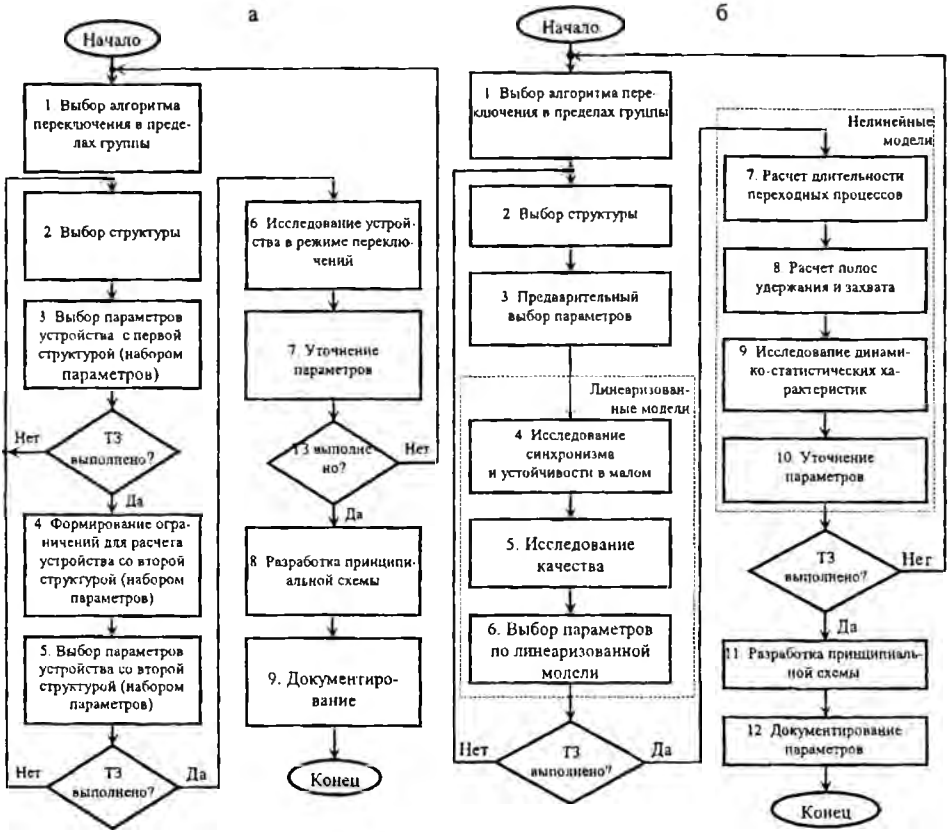 а
Начало
1 Выбор алгоритма
переключения в преде-
лах группы
2 Выбор структуры
3 Выбор параметров
устройства с первой
структурой (набором
параметров)
Нет
ТЗ
выполнено?
Да
4 Формирование огра-
ничений для расчета
устройства со второй
структурой (набором
параметров)
5. Выбор параметров
устройства со второй
структурой (набором
параметров)
Нет
ТЗ
выполнено?
Да
6 Исследование устрой-
ства в режиме переклю-
чений
7. Уточнение
параметров
ТЗ выполне-
но?
Нет
Да
8 Разработка принципи-
альной схемы
9. Документиро-
вание
Конец
б
Начало
1 Выбор алгоритма пере-
ключения в пределах группы
2 Выбор структуры
3 Предварительный
выбор параметров
Линеаризован-
ные модели
4 Исследование
синхронизма
и устойчивости в малом
5. Исследование
качества
6. Выбор параметров
по линеаризованной
модели
Нет
ТЗ
выполнено?
Да
Нелинейные
модели
7. Расчет длительности
переходных процессов
8 Расчет полос
удержания и захвата
9 Исследование динами-
ко-статистических ха-
рактеристик
10. Уточнение
параметров
ТЗ
выполнено?
Нет
Да
11 Разработка принципиаль-
ной схемы
12 Документирование
параметров
Конец